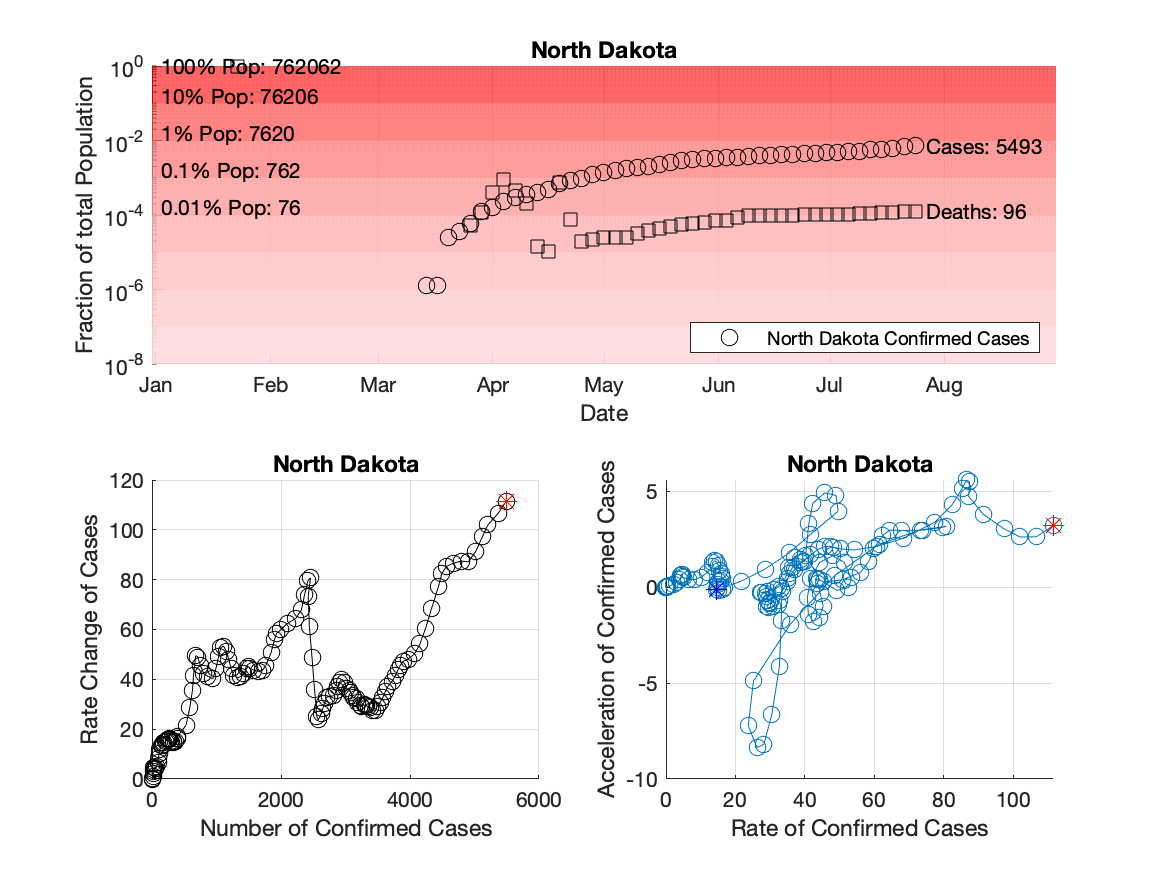 North Dakota
Fraction of total Population
10^0
10^-2
10^-4
10^-6
10^-8
100% Pop: 762062
10% Pop: 76206
1% Pop: 7620
0.1% Pop: 762
0.01% Pop: 76
Cases: 5493
Deaths: 96
North Dakota Confirmed Cases
Jan Feb Mar Apr May Jun Jul Aug
Date
North Dakota
Rate Change of Cases
120
100
80
60
40
20
0
0 2000 4000 6000
Number of Confirmed Cases
North Dakota
Acceleration of Confirmed Cases
5
0
-5
-10
0 20 40 60 80 100
Rate of Confirmed Cases